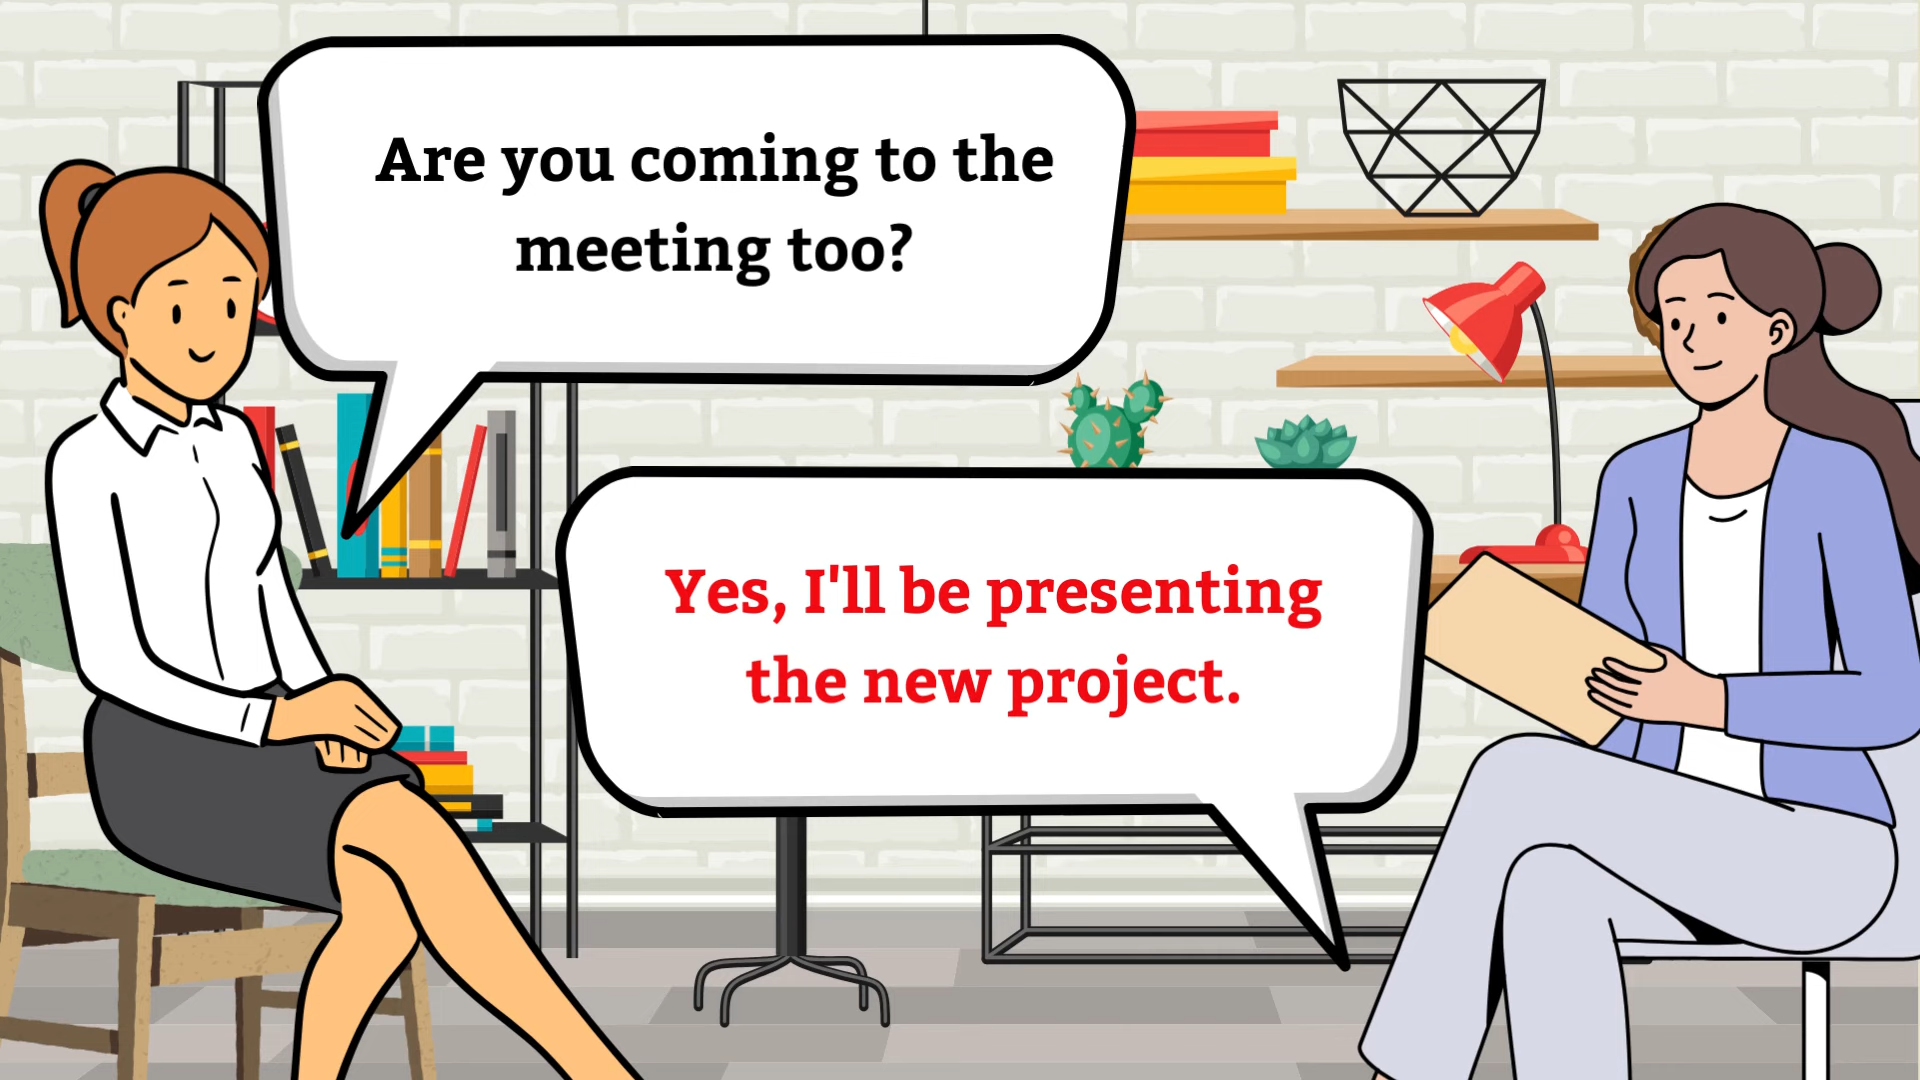 Are you coming to the
meeting too?
Yes, I'll be presenting
the new project.